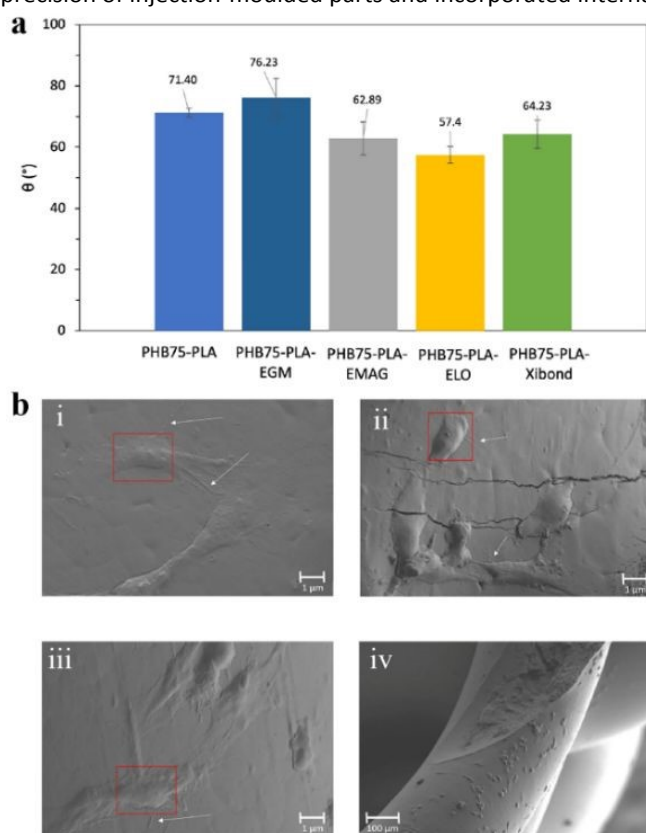 precision of injection-moulded parts and incorporated
a
100
80
60
40
20
0
θ (°)
71.40
76.23
62.89
57.4
64.23
PHB75-PLA
PHB75-PLA-
EGM
PHB75-PLA-
EMAG
PHB75-PLA-
ELO
PHB75-PLA-
Xibond
b
i
1 µm
ii
1 µm
iii
1 µm
iv
100 µm